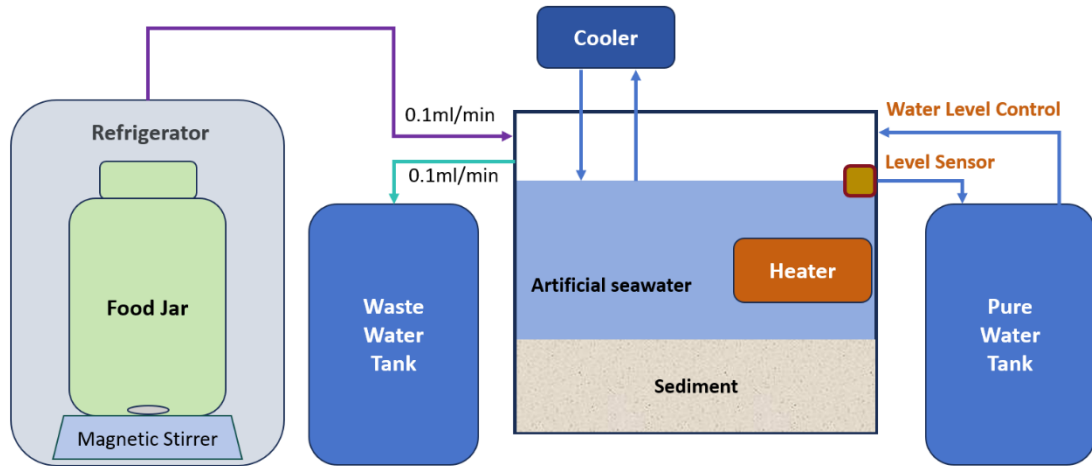 Cooler
0.1ml/min
Water Level Control
Refrigerator
Level Sensor
0.1ml/min
Food Jar
Waste
Water
Tank
Artificial seawater
Heater
Pure
Water
Tank
Sediment
Magnetic Stirrer